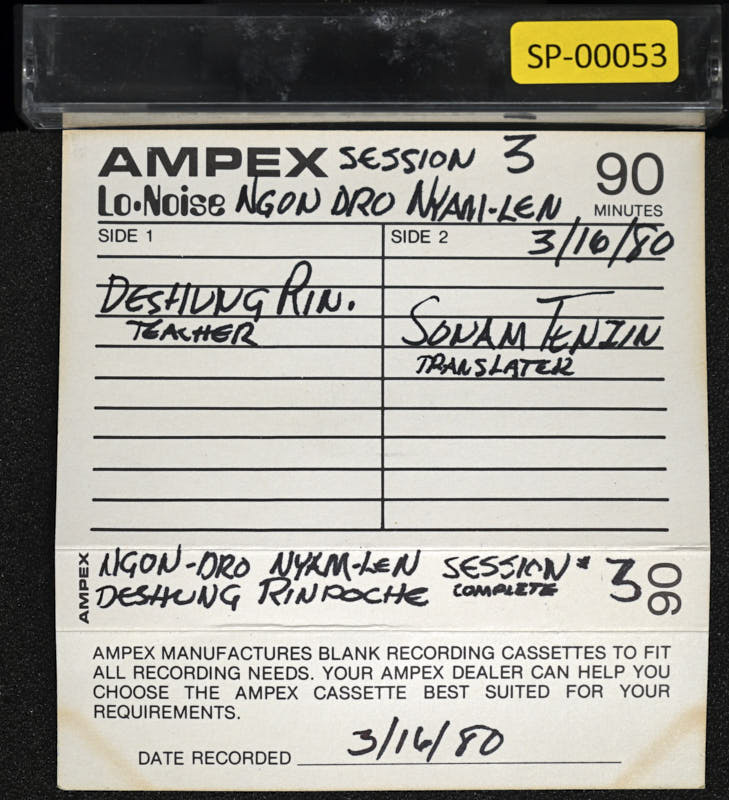 SP-00053
AMPEX SESSION 3 90
Lo•Noise NGON DRO NYAM-LEN MINUTES
SIDE 1 SIDE 2 3/16/80
DESHUNG RIN.
TEACHER
SONAM TENZIN
TRANSLATER
AMPEX NGON-DRO NYAM-LEN SESSION # 3 90
DESHUNG RINPOCHE COMPLETE
AMPEX MANUFACTURES BLANK RECORDING CASSETTES TO FIT
ALL RECORDING NEEDS. YOUR AMPEX DEALER CAN HELP YOU
CHOOSE THE AMPEX CASSETTE BEST SUITED FOR YOUR
REQUIREMENTS.
DATE RECORDED 3/16/80